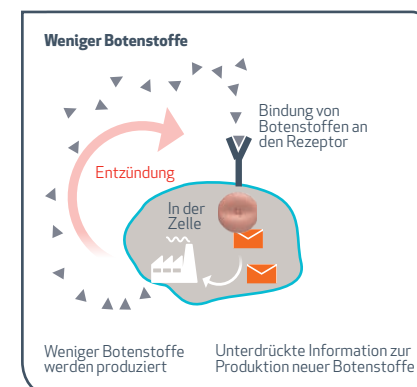 Weniger Botenstoffe
Bindung von
Botenstoffen an
den Rezeptor
Entzündung
In der
Zelle
Weniger Botenstoffe
werden produziert
Unterdrückte Information zur
Produktion neuer Botenstoffe